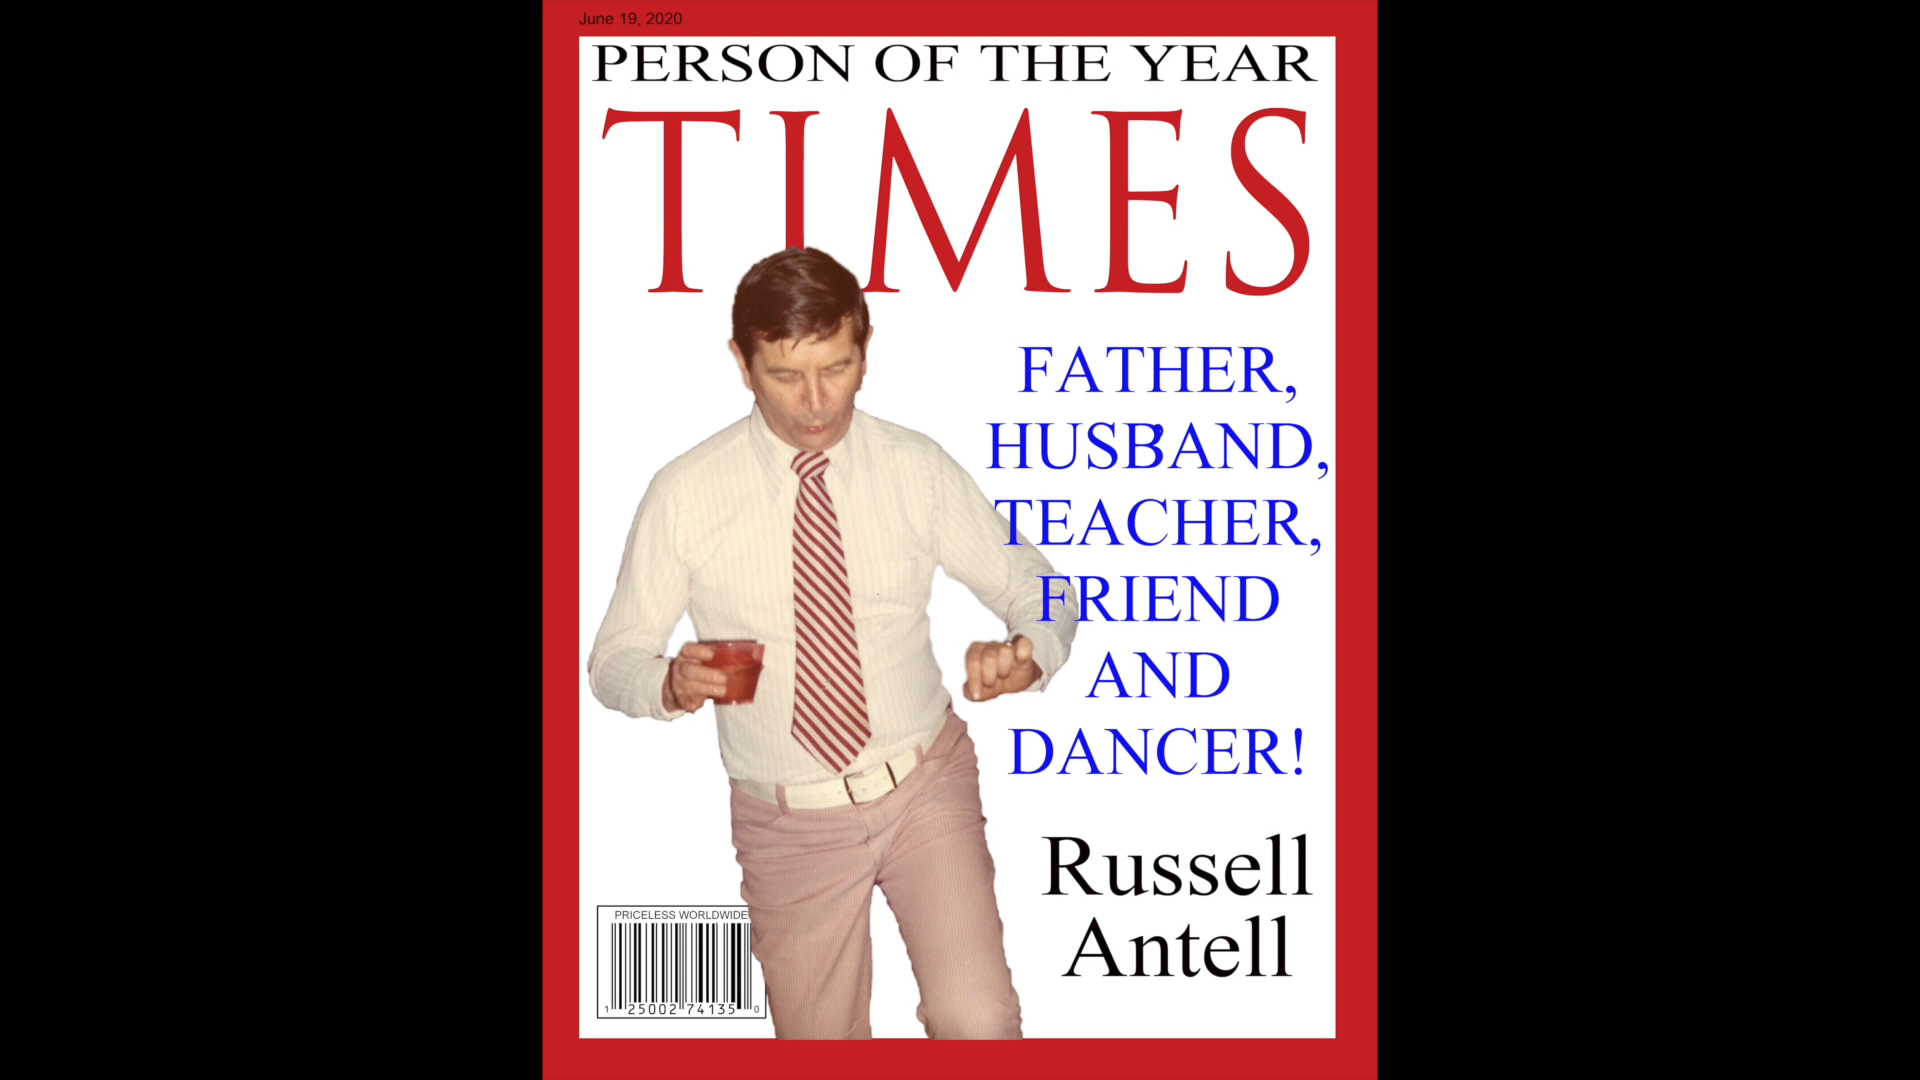 June 19, 2020
PERSON OF THE YEAR
TIMES
FATHER,
HUSBAND,
TEACHER,
FRIEND
AND
DANCER!
Russell
Antell
PRICELESS WORLDWIDE
1 25002 74135 0